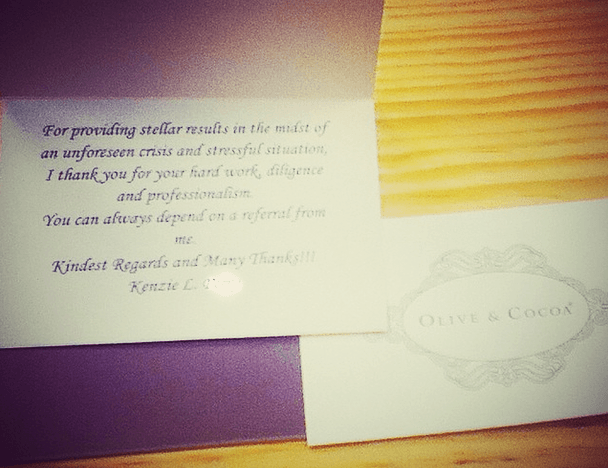 For providing stellar results in the midst of
an unforeseen crisis and stressful situation,
I thank you for your hard work, diligence
and professionalism.
You can always depend on a referral from
me.
Kindest Regards and Many Thanks!!!
Kenzie L.
OLIVE & COCOA®